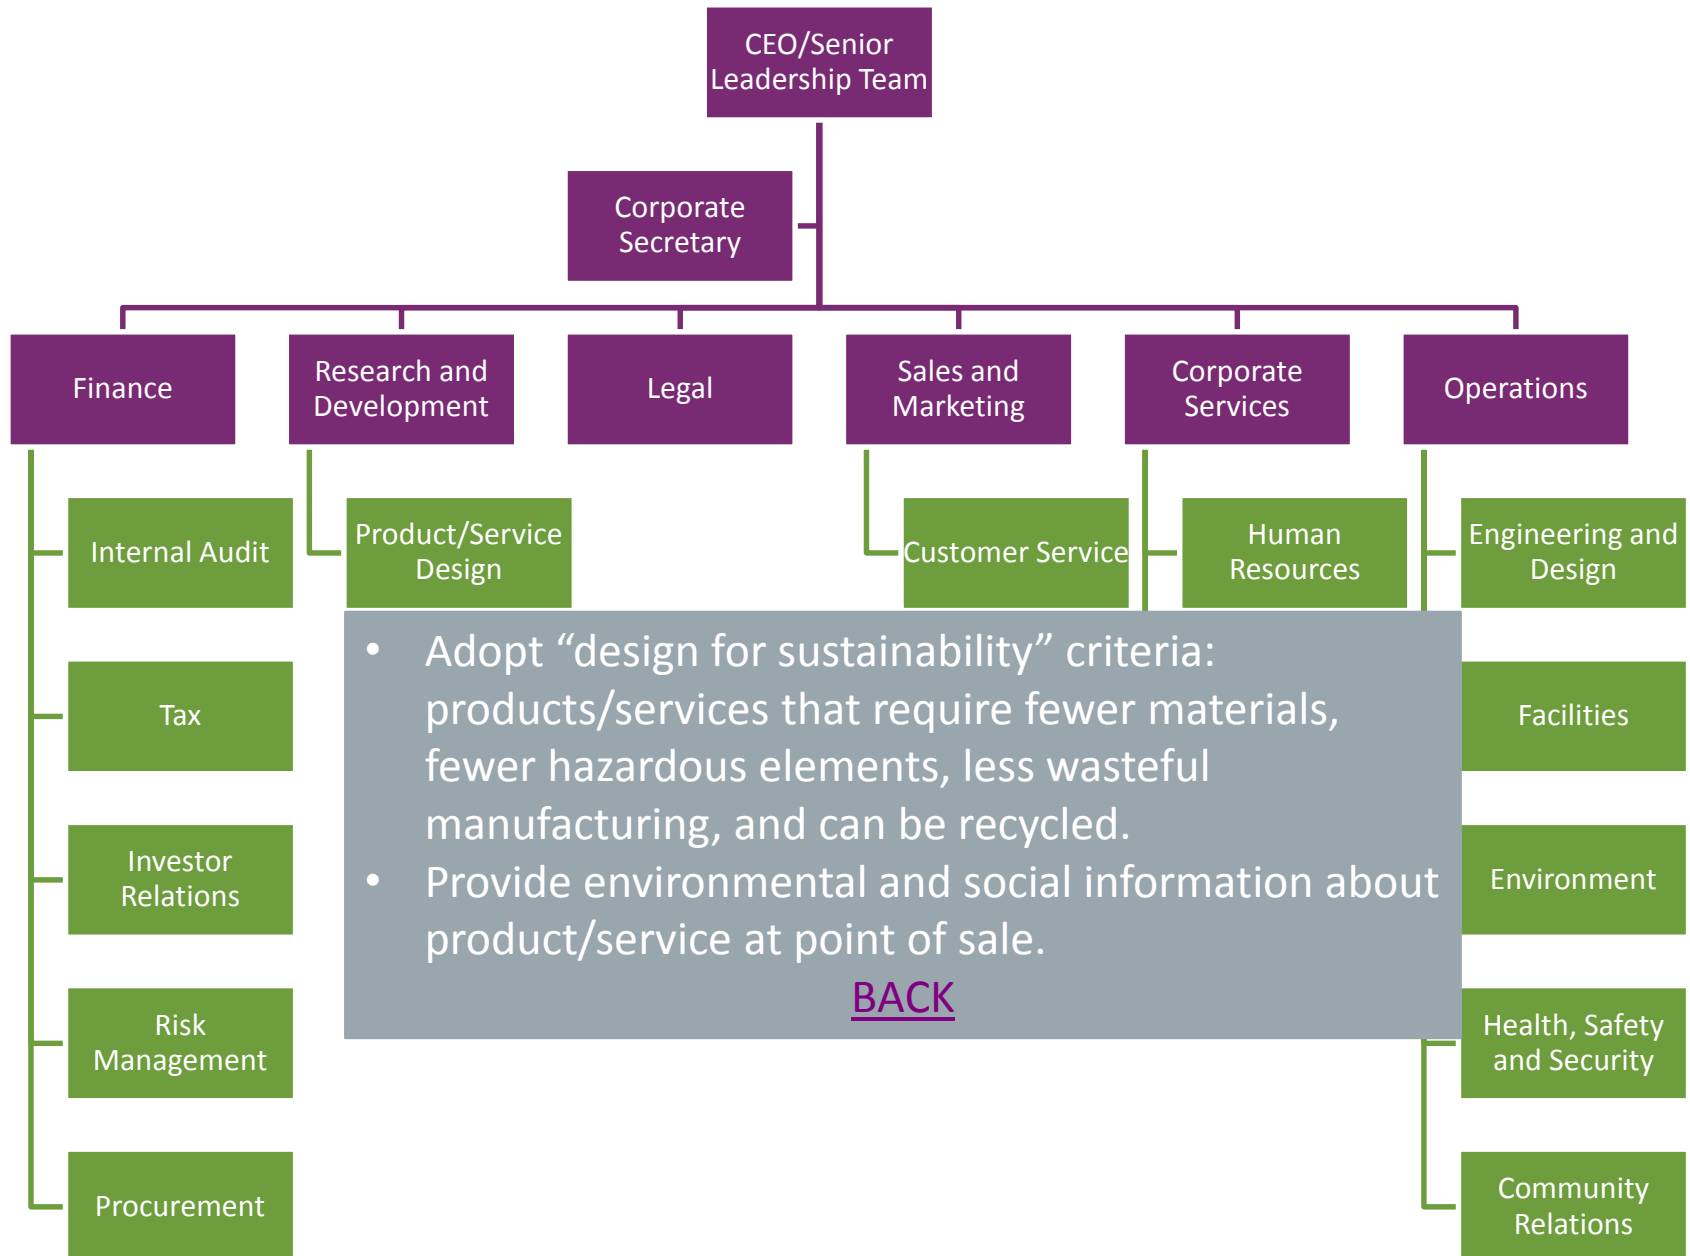 CEO/Senior
Leadership Team
Corporate
Secretary
Finance
Research and
Development
Legal
Sales and
Marketing
Corporate
Services
Operations
Internal Audit
Product/Service
Design
Customer Service
Human
Resources
Engineering and
Design
Tax
Facilities
Investor
Relations
Environment
Risk
Management
Health, Safety
and Security
Procurement
Community
Relations
• Adopt “design for sustainability” criteria:
products/services that require fewer materials,
fewer hazardous elements, less wasteful
manufacturing, and can be recycled.
• Provide environmental and social information about
product/service at point of sale.
BACK